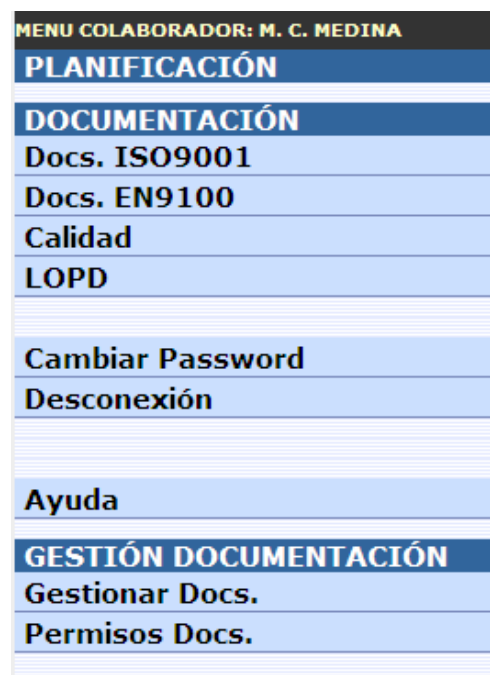 MENU COLABORADOR: M. C. MEDINA
PLANIFICACIÓN
DOCUMENTACIÓN
Docs. ISO9001
Docs. EN9100
Calidad
LOPD
Cambiar Password
Desconexión
Ayuda
GESTIÓN DOCUMENTACIÓN
Gestionar Docs.
Permisos Docs.